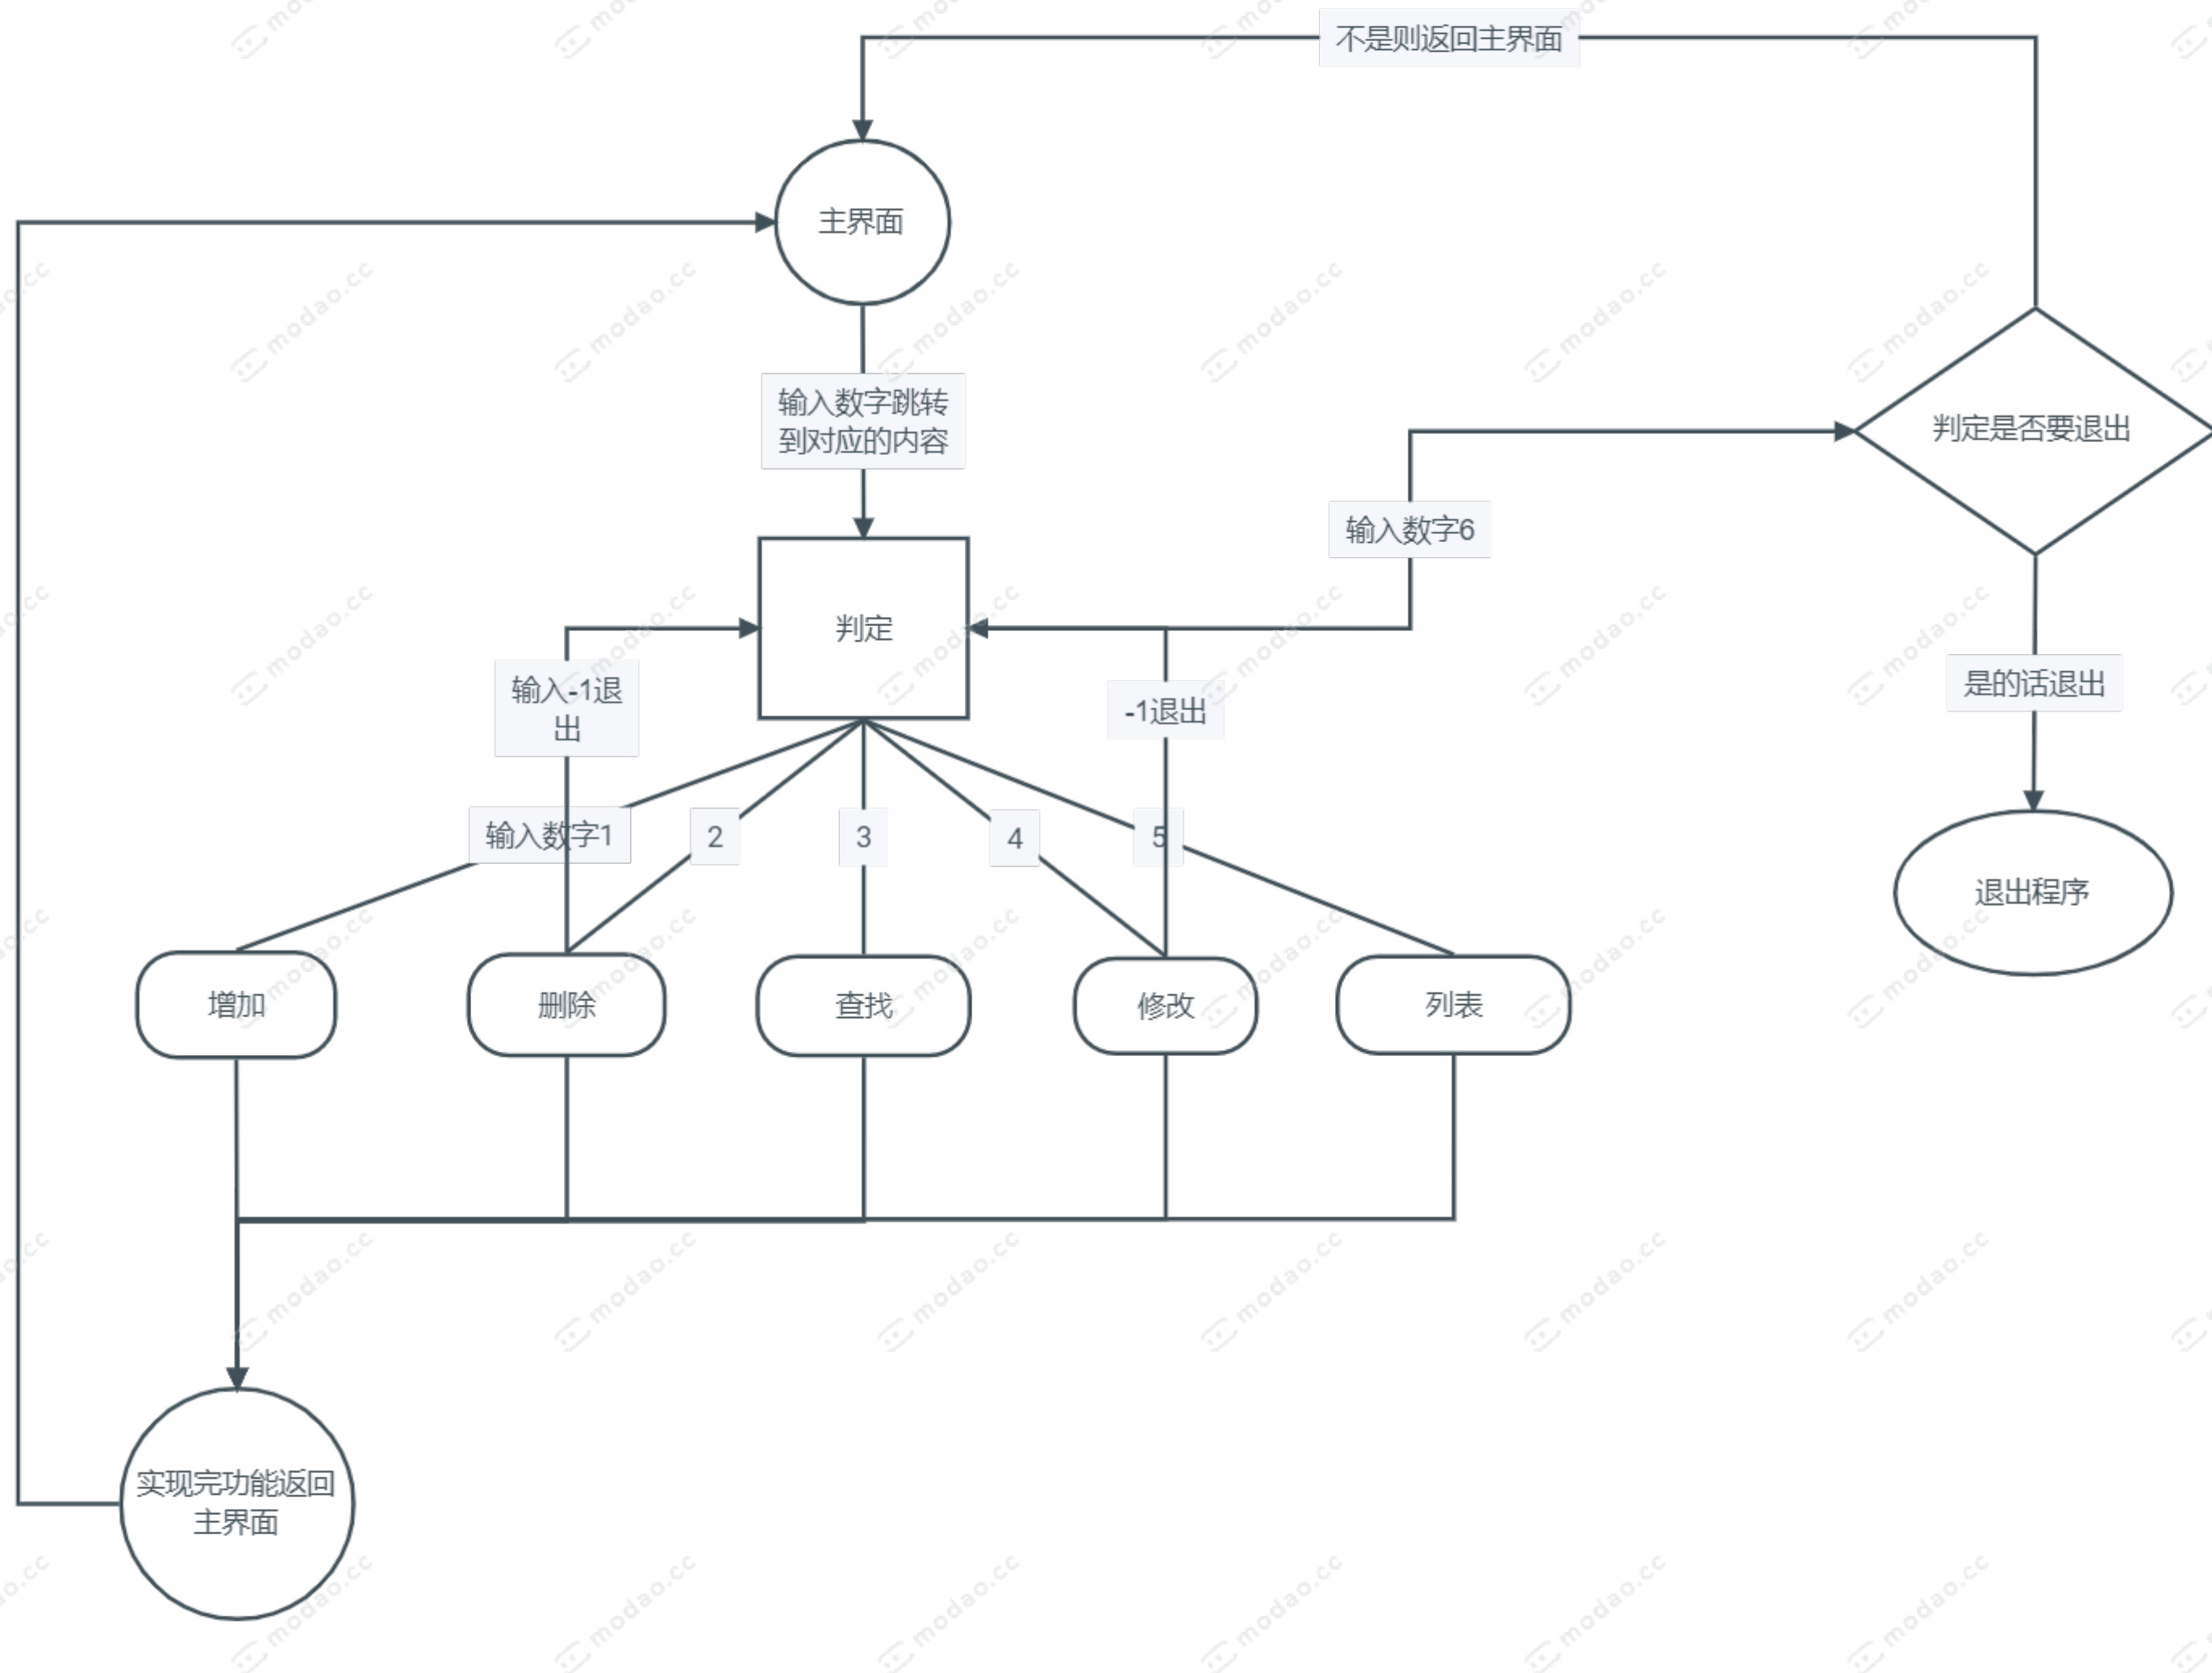 不是则返回主界面
主界面
输入数字跳转
到对应的内容
判定是否要退出
输入数字6
判定
输入-1退
出
-1退出
是的话退出
输入数字1
2
3
4
5
退出程序
增加
删除
查找
修改
列表
实现完功能返回
主界面
modao.cc